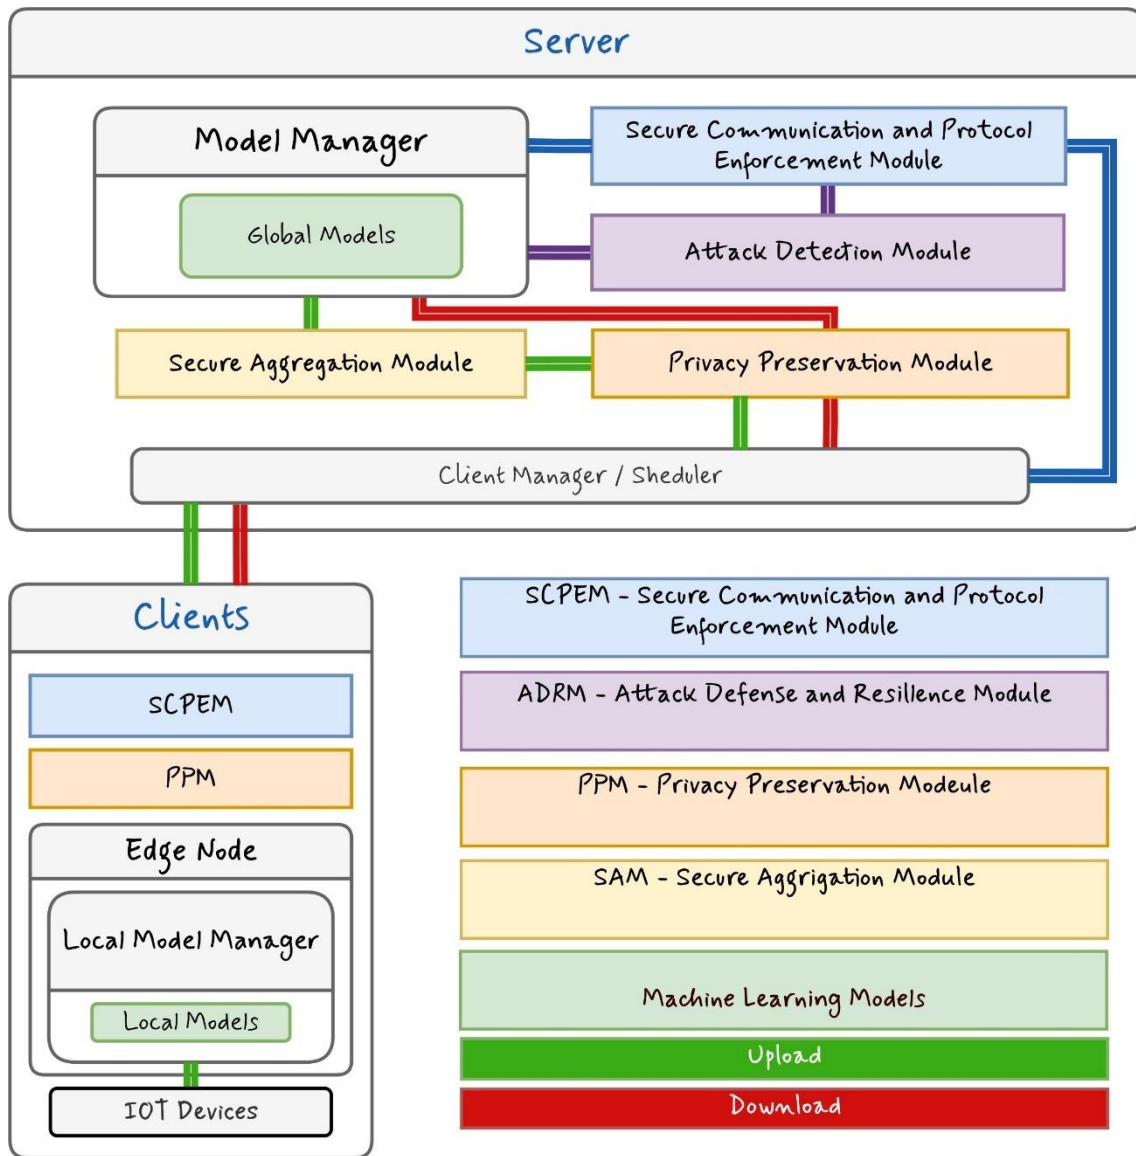 Server
Model Manager
Global Models
Secure Communication and Protocol
Enforcement Module
Attack Detection Module
Secure Aggregation Module
Privacy Preservation Module
Client Manager / Sheduler
Clients
SCPEM
PPM
Edge Node
Local Model Manager
Local Models
IOT Devices
SCPEM - Secure Communication and Protocol
Enforcement Module
ADRM - Attack Defense and Resillence Module
PPM - Privacy Preservation Modeule
SAM - Secure Aggrigation Module
Machine Learning Models
Upload
Download